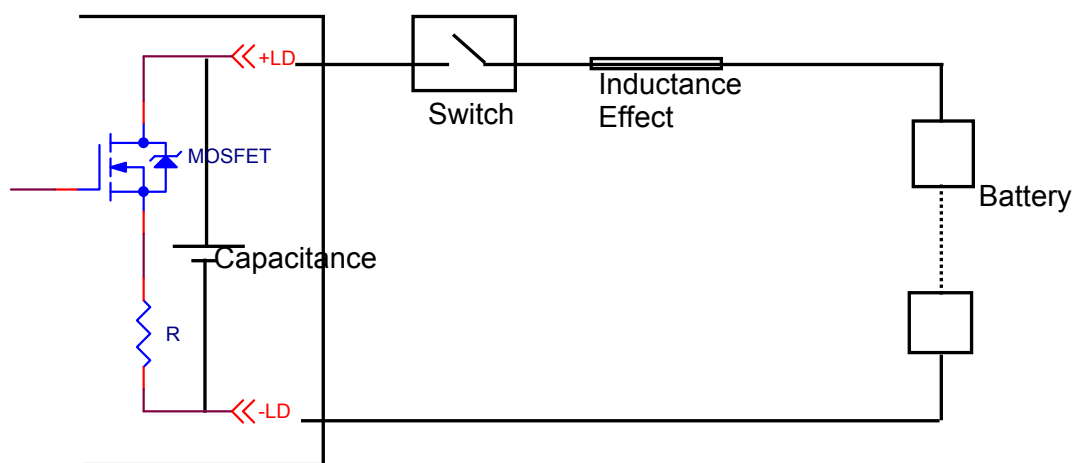 +LD
Switch
Inductance
Effect
MOSFET
Battery
Capacitance
R
-LD